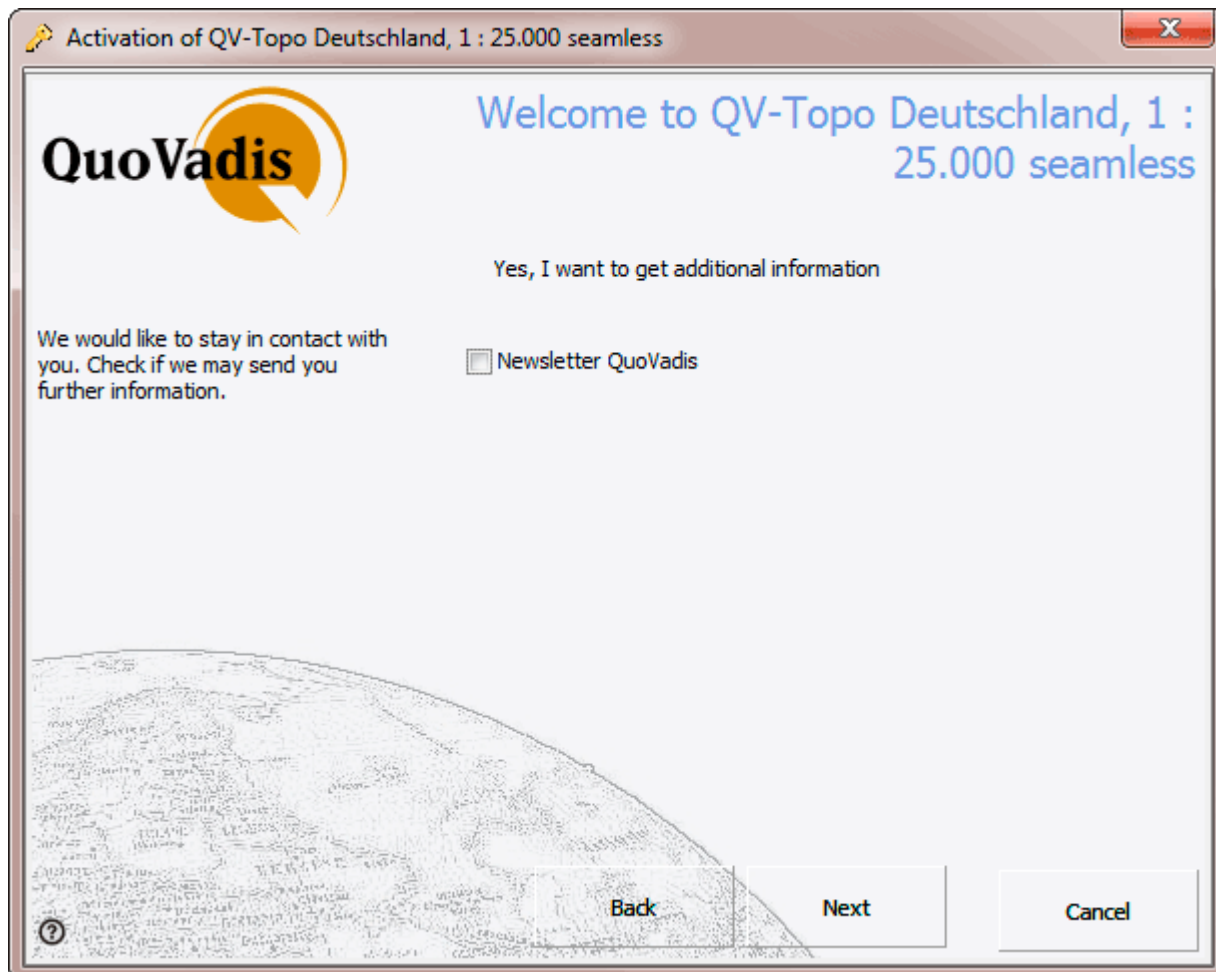 Activation of QV-Topo Deutschland, 1 : 25.000 seamless
X
QuoVadis
Welcome to QV-Topo Deutschland, 1 :
25.000 seamless
Yes, I want to get additional information
We would like to stay in contact with
you. Check if we may send you
further information.
Newsletter QuoVadis
Back
Next
Cancel
?